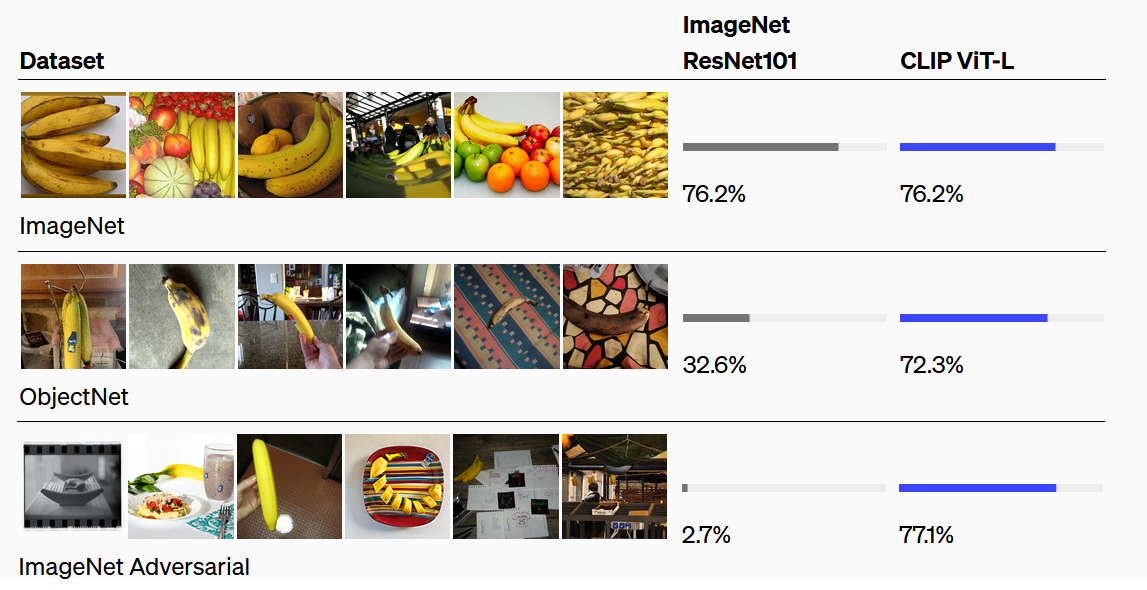 ImageNet
Dataset
ResNet101
CLIP ViT-L
76.2%
76.2%
ImageNet
32.6%
72.3%
ObjectNet
2.7%
77.1%
ImageNet Adversarial